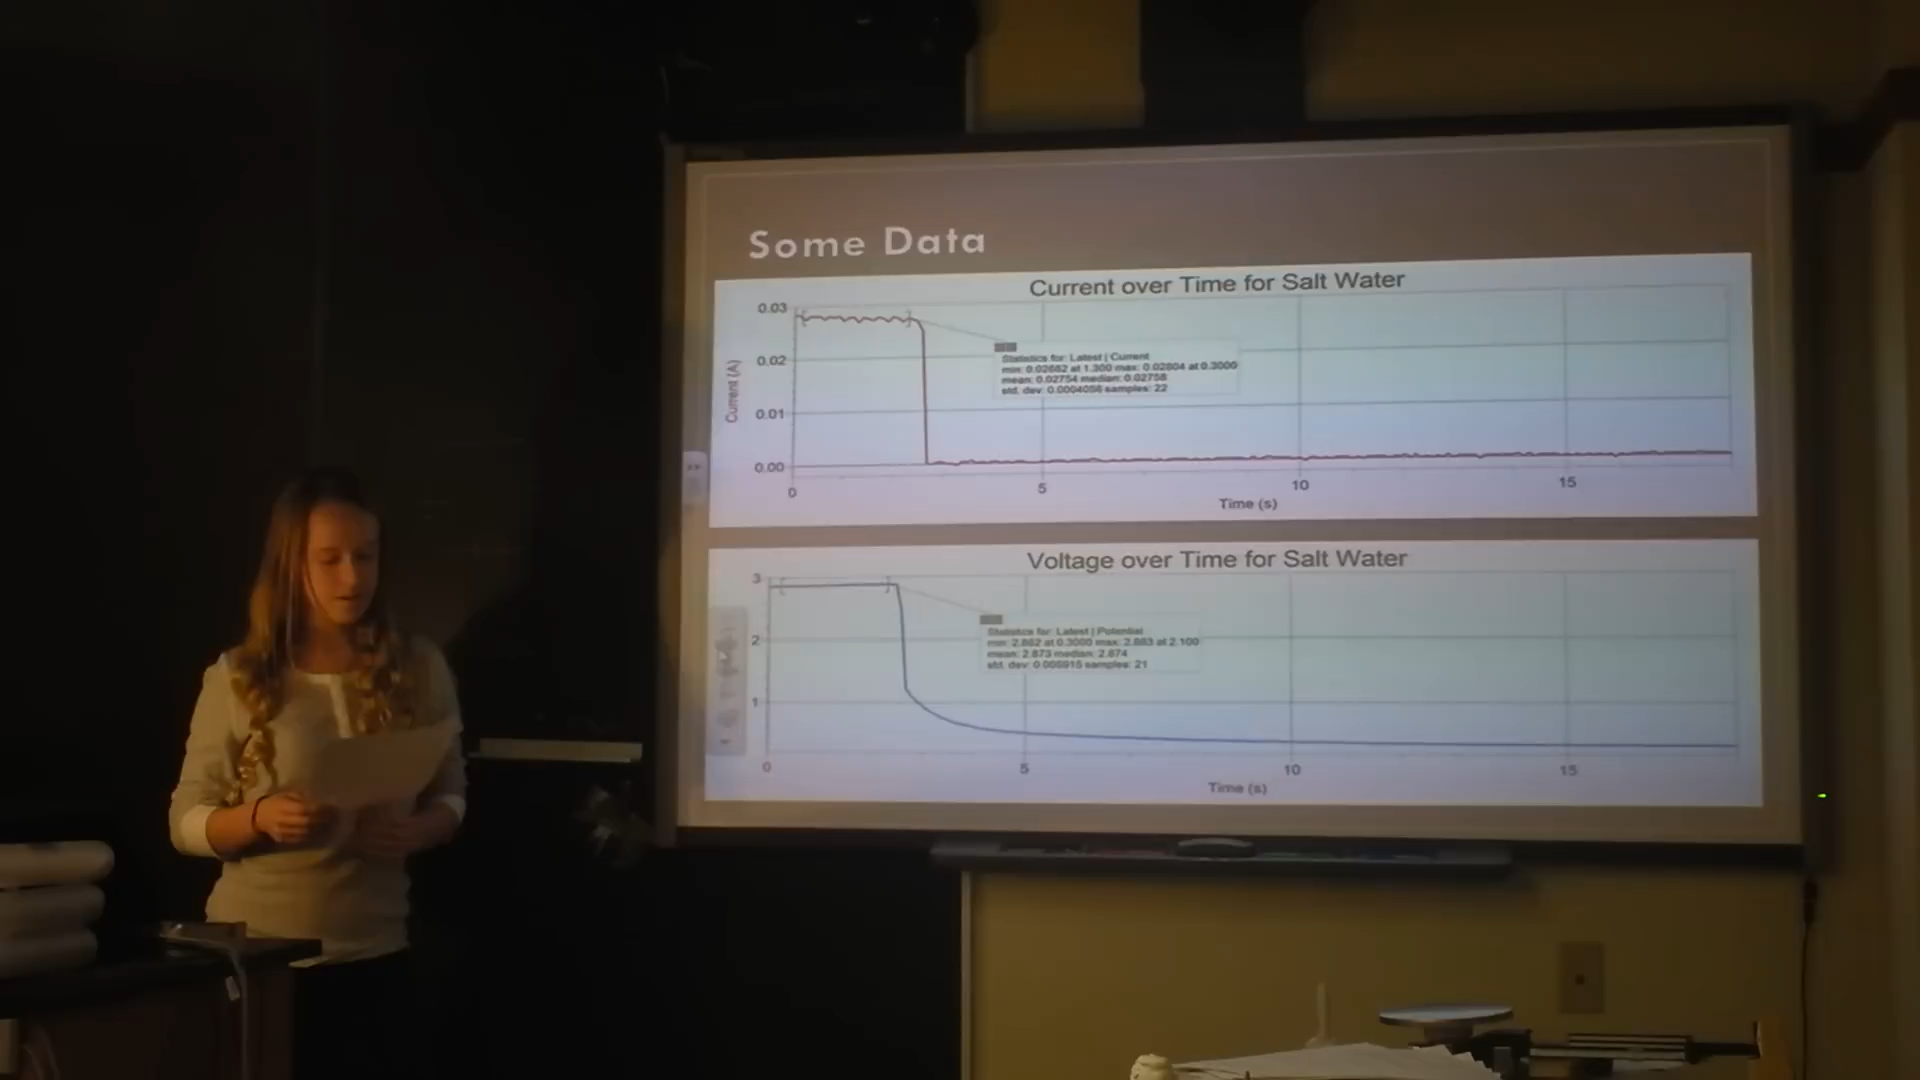 Some Data
Current over Time for Salt Water
0.03
0.02
0.01
0.00
Current (A)
Statistics for: Latest | Current
min: 0.02682 at 1.300 max: 0.02804 at 0.3000
mean: 0.02754 median: 0.02758
std. dev: 0.0004056 samples: 22
0 5 10 15
Time (s)
Voltage over Time for Salt Water
3
2
1
Statistics for: Latest | Potential
min: 2.862 at 0.3000 max: 2.883 at 2.100
mean: 2.873 median: 2.874
std. dev: 0.006915 samples: 21
0 5 10 15
Time (s)